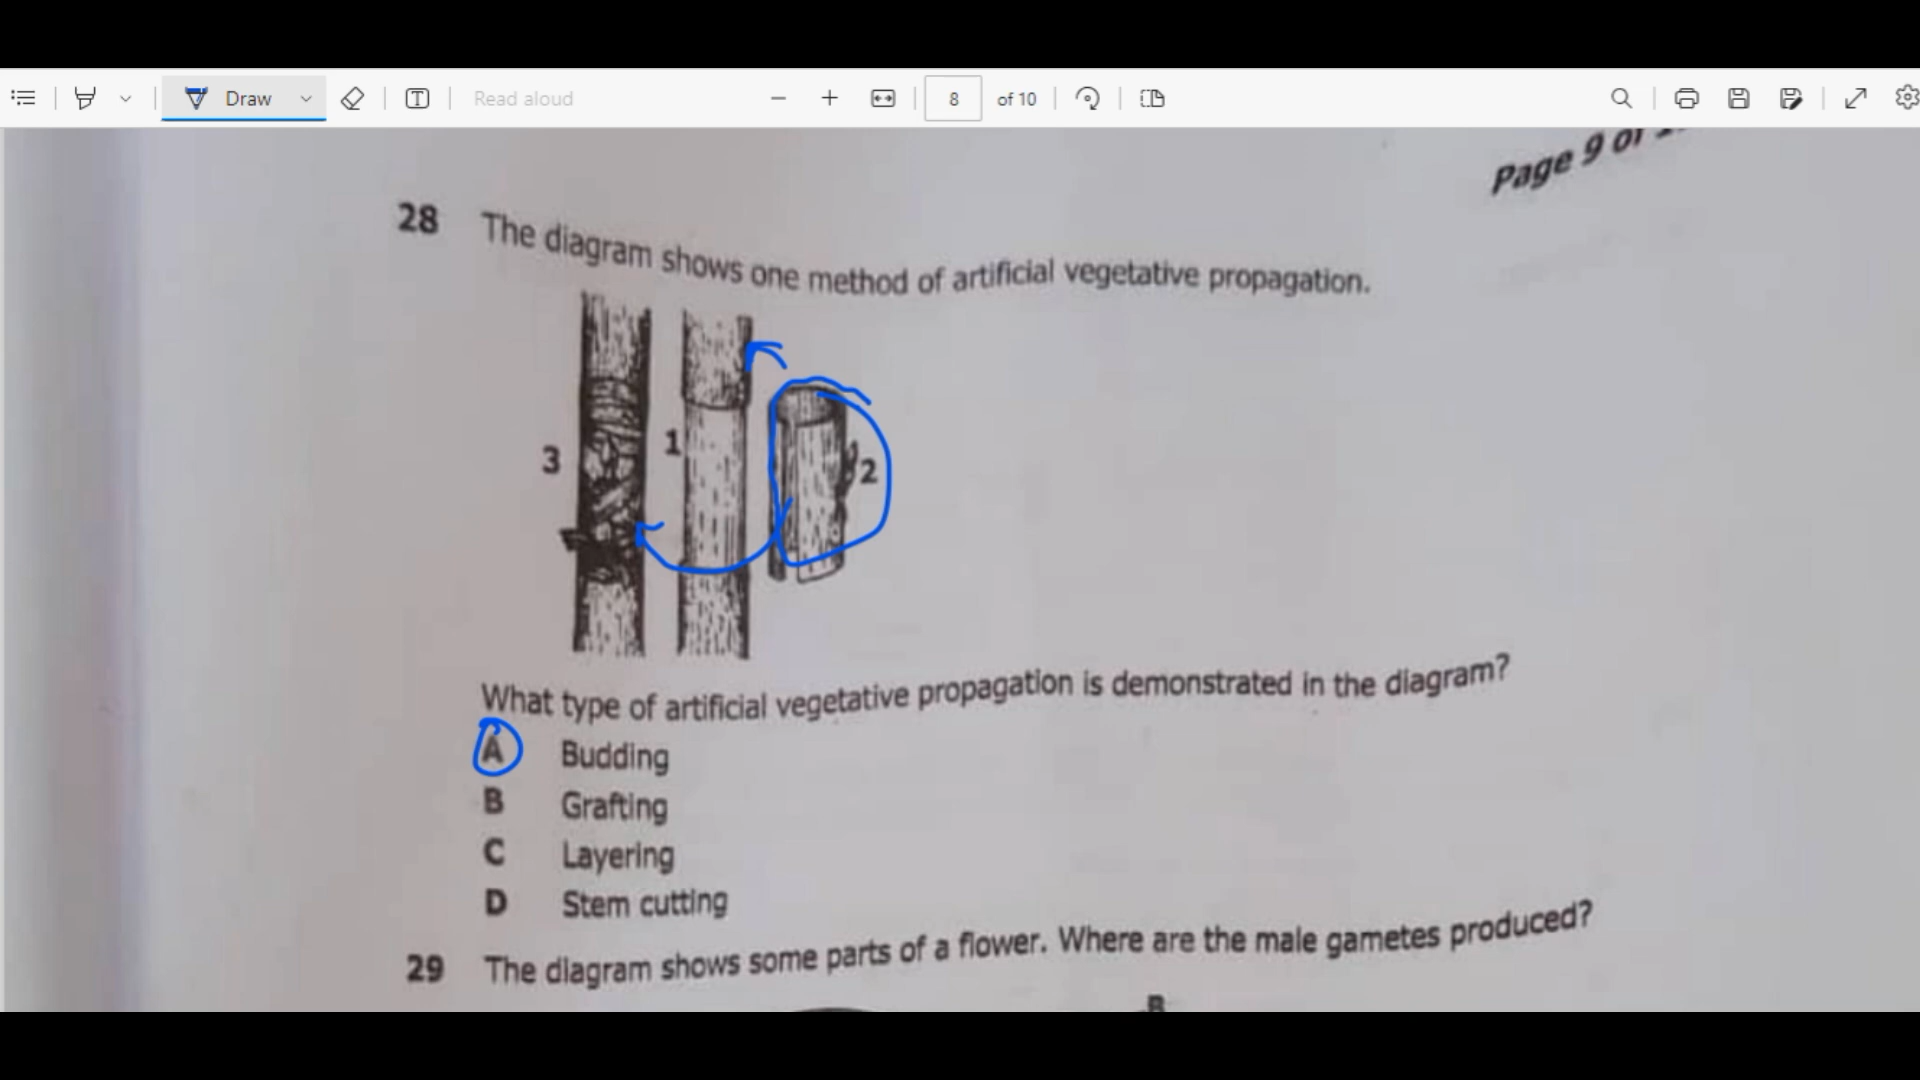 Draw
Read aloud
8 of 10
Page 9 of
28 The diagram shows one method of artificial vegetative propagation.
3 1 2
What type of artificial vegetative propagation is demonstrated in the diagram?
A Budding
B Grafting
C Layering
D Stem cutting
29 The diagram shows some parts of a flower. Where are the male gametes produced?
B